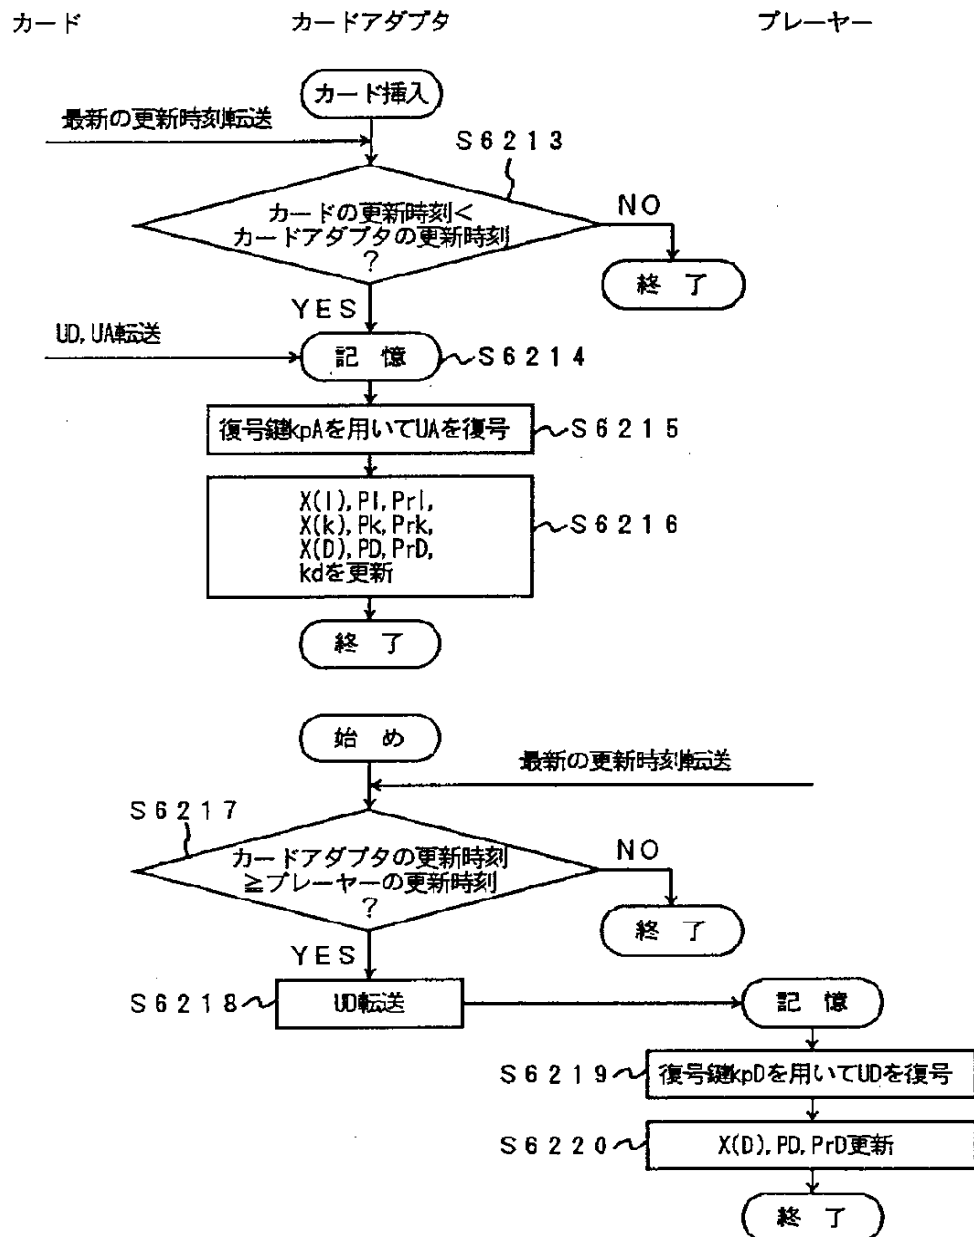 カード カードアダプタ プレーヤー
カード挿入
最新の更新時刻転送
S6213
カードの更新時刻<
カードアダプタの更新時刻
?
NO
終 了
YES
UD, UA転送
記 憶
S6214
復号鍵kpAを用いてUAを復号
S6215
X(I), PI, PrI,
X(k), Pk, Prk,
X(D), PD, PrD,
kdを更新
S6216
終 了
始 め
最新の更新時刻転送
S6217
カードアダプタの更新時刻
≧プレーヤーの更新時刻
?
NO
終 了
YES
S6218
UD転送
記 憶
S6219
復号鍵kpDを用いてUDを復号
S6220
X(D), PD, PrD更新
終 了